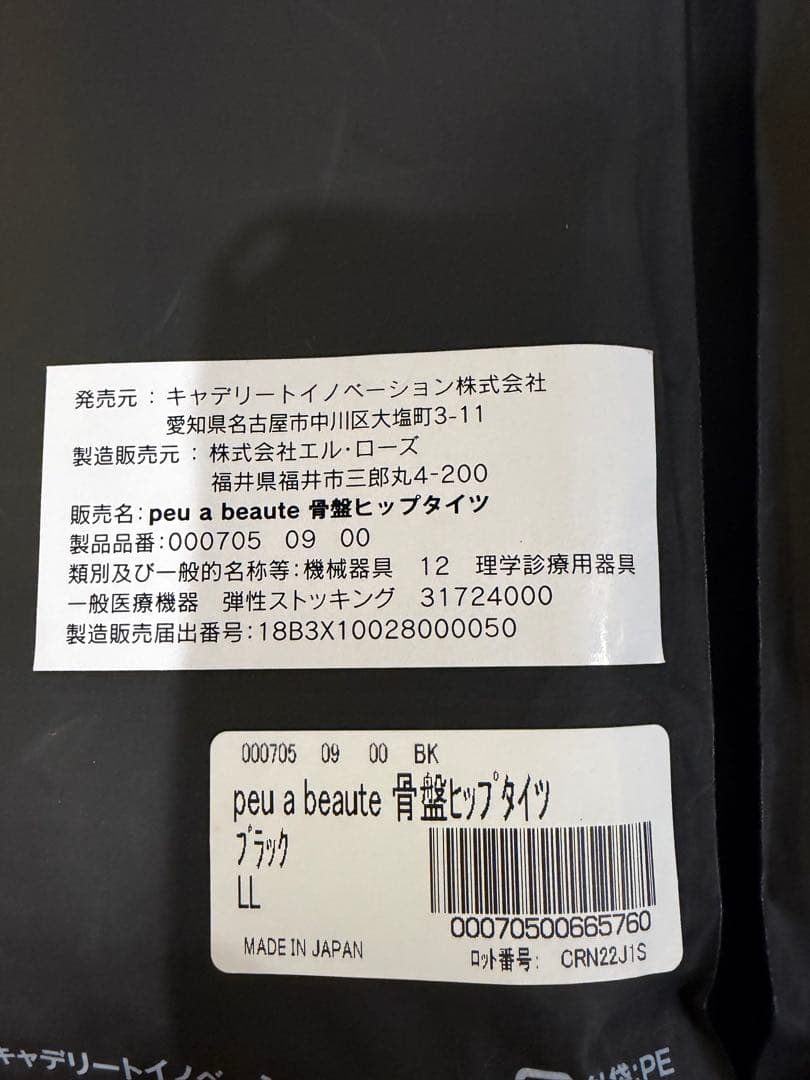 発売元：キャデリートイノベーション株式会社
愛知県名古屋市中川区大塩町3-11
製造販売元：株式会社エル・ローズ
福井県福井市三郎丸4-200
販売名:peu a beaute 骨盤ヒップタイツ
製品品番:000705 09 00
類別及び一般的名称等:機械器具 12 理学診療用器具
一般医療機器 弾性ストッキング 31724000
製造販売届出番号:18B3X10028000050
000705 09 00 BK
peu a beaute 骨盤ヒップタイツ
ブラック
LL
00070500665760
MADE IN JAPAN
ロット番号: CRN22J1S
キャデリートイノベー
袋:PE